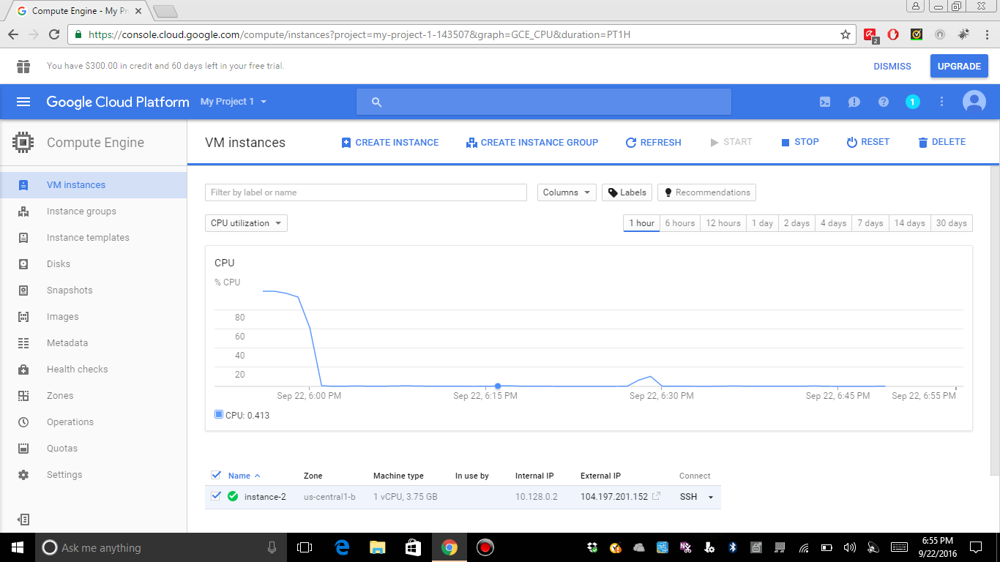 Compute Engine - My Pr
https://console.cloud.google.com/compute/instances?project=my-project-1-143507&graph=GCE_CPU&duration=PT1H
2
You have $300.00 in credit and 60 days left in your free trial.
DISMISS
UPGRADE
Google Cloud Platform
My Project 1
1
Compute Engine
VM instances
CREATE INSTANCE
CREATE INSTANCE GROUP
REFRESH
START
STOP
RESET
DELETE
VM instances
Instance groups
Instance templates
Disks
Snapshots
Images
Metadata
Health checks
Zones
Operations
Quotas
Settings
Filter by label or name
Columns
Labels
Recommendations
CPU utilization
1 hour
6 hours
12 hours
1 day
2 days
4 days
7 days
14 days
30 days
CPU
% CPU
80
60
40
20
Sep 22, 6:00 PM
Sep 22, 6:15 PM
Sep 22, 6:30 PM
Sep 22, 6:45 PM
Sep 22, 6:55 PM
CPU: 0.413
Name
Zone
Machine type
In use by
Internal IP
External IP
Connect
instance-2
us-central1-b
1 vCPU, 3.75 GB
10.128.0.2
104.197.201.152
SSH
Ask me anything
6:55 PM
9/22/2016